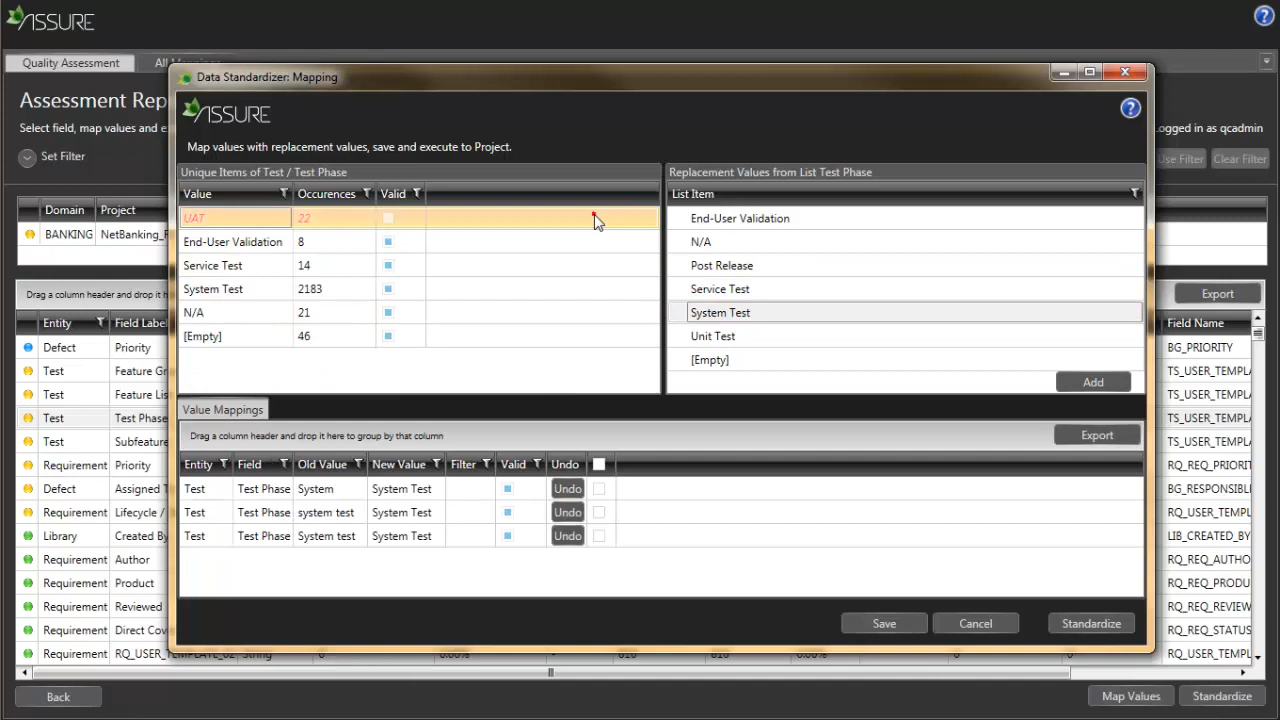 ASSURE
Quality Assessment
Assessment Rep
Select field, map values and e
ogged in as qcadmin
Set Filter
Use Filter Clear Filter
Domain Project
BANKING NetBanking_
Drag a column header and drop it h
Export
Entity Field Label
Field Name
Defect Priority
BG_PRIORITY
Test Feature Gr
TS_USER_TEMPL
Test Feature List
TS_USER_TEMPL
Test Test Phase
TS_USER_TEMPL
Test Subfeature
TS_USER_TEMPL
Requirement Priority
RQ_REQ_PRIORIT
Defect Assigned T
BG_RESPONSIBL
Requirement Lifecycle /
RQ_USER_TEMPL
Library Created By
LIB_CREATED_BY
Requirement Author
RQ_REQ_AUTHO
Requirement Product
RQ_REQ_PRODU
Requirement Reviewed
RQ_REQ_REVIEW
Requirement Direct Cov
RQ_REQ_STATUS
Requirement
RQ_USER_TEMPL
Back
Map Values Standardize
Data Standardizer: Mapping
ASSURE
Map values with replacement values, save and execute to Project.
Unique Items of Test / Test Phase
Value Occurences Valid
UAT 22
End-User Validation 8
Service Test 14
System Test 2183
N/A 21
[Empty] 46
Replacement Values from List Test Phase
List Item
End-User Validation
N/A
Post Release
Service Test
System Test
Unit Test
[Empty]
Add
Value Mappings
Drag a column header and drop it here to group by that column
Export
Entity Field Old Value New Value Filter Valid Undo
Test Test Phase System System Test Undo
Test Test Phase system test System Test Undo
Test Test Phase System test System Test Undo
Save Cancel Standardize